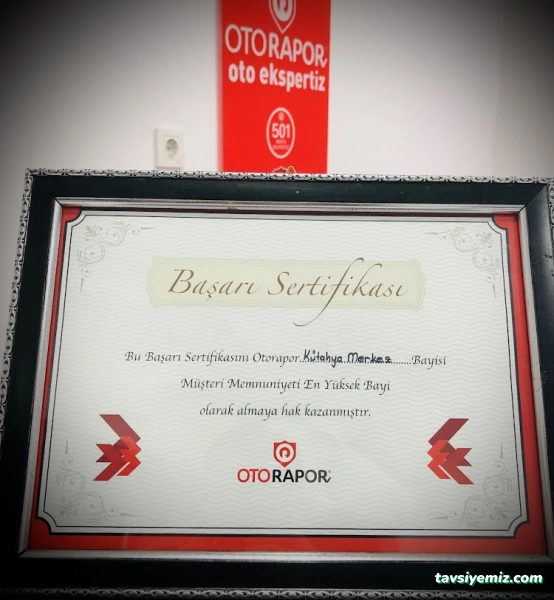 OTORAPOR
oto ekspertiz
501
Başarı Sertifikası
Bu Başarı Sertifikasını Otorapor Kütahya Merkez Bayisi
Müşteri Memnuniyeti En Yüksek Bayi
olarak almaya hak kazanmıştır.
OTORAPOR
tavsiyemiz.com